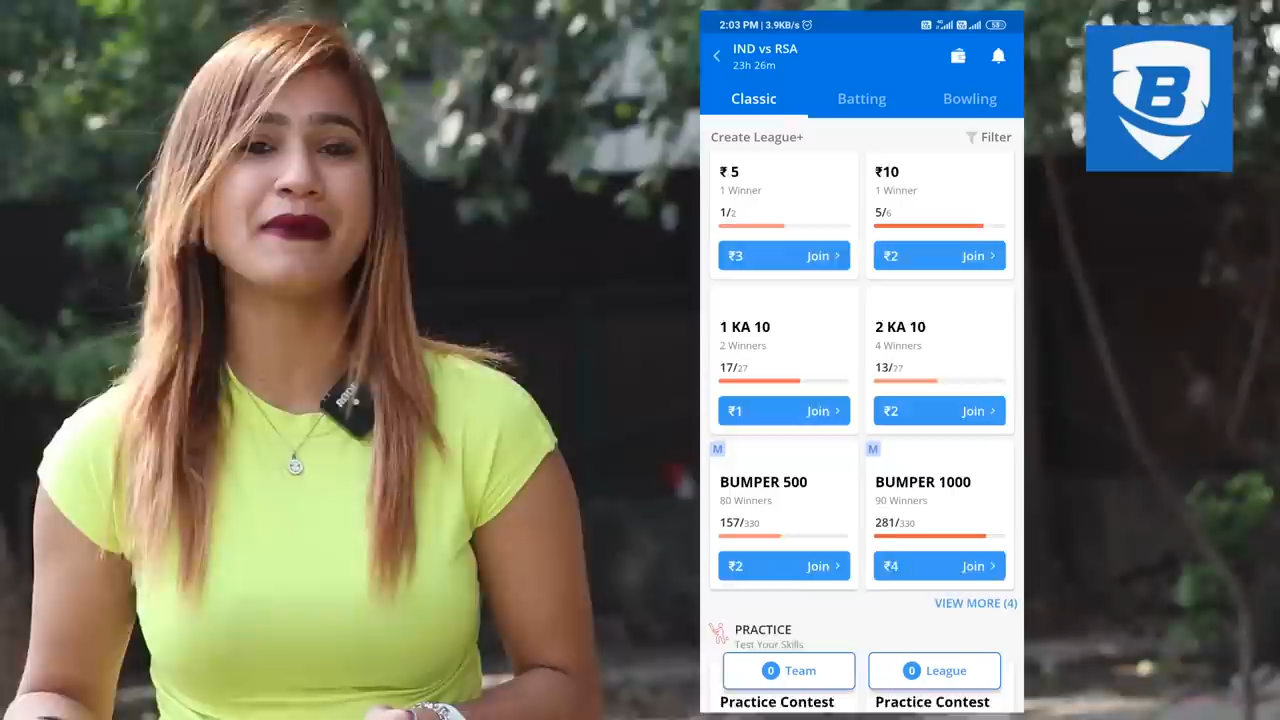 2:03 PM | 3.9KB/s
53
IND vs RSA
23h 26m
Classic Batting Bowling
Create League+ Filter
₹ 5
1 Winner
1/2
₹3 Join
₹10
1 Winner
5/6
₹2 Join
1 KA 10
2 Winners
17/27
₹1 Join
2 KA 10
4 Winners
13/27
₹2 Join
M
BUMPER 500
80 Winners
157/330
₹2 Join
M
BUMPER 1000
90 Winners
281/330
₹4 Join
VIEW MORE (4)
PRACTICE
Test Your Skills
0 Team
0 League
Practice Contest
Practice Contest
B